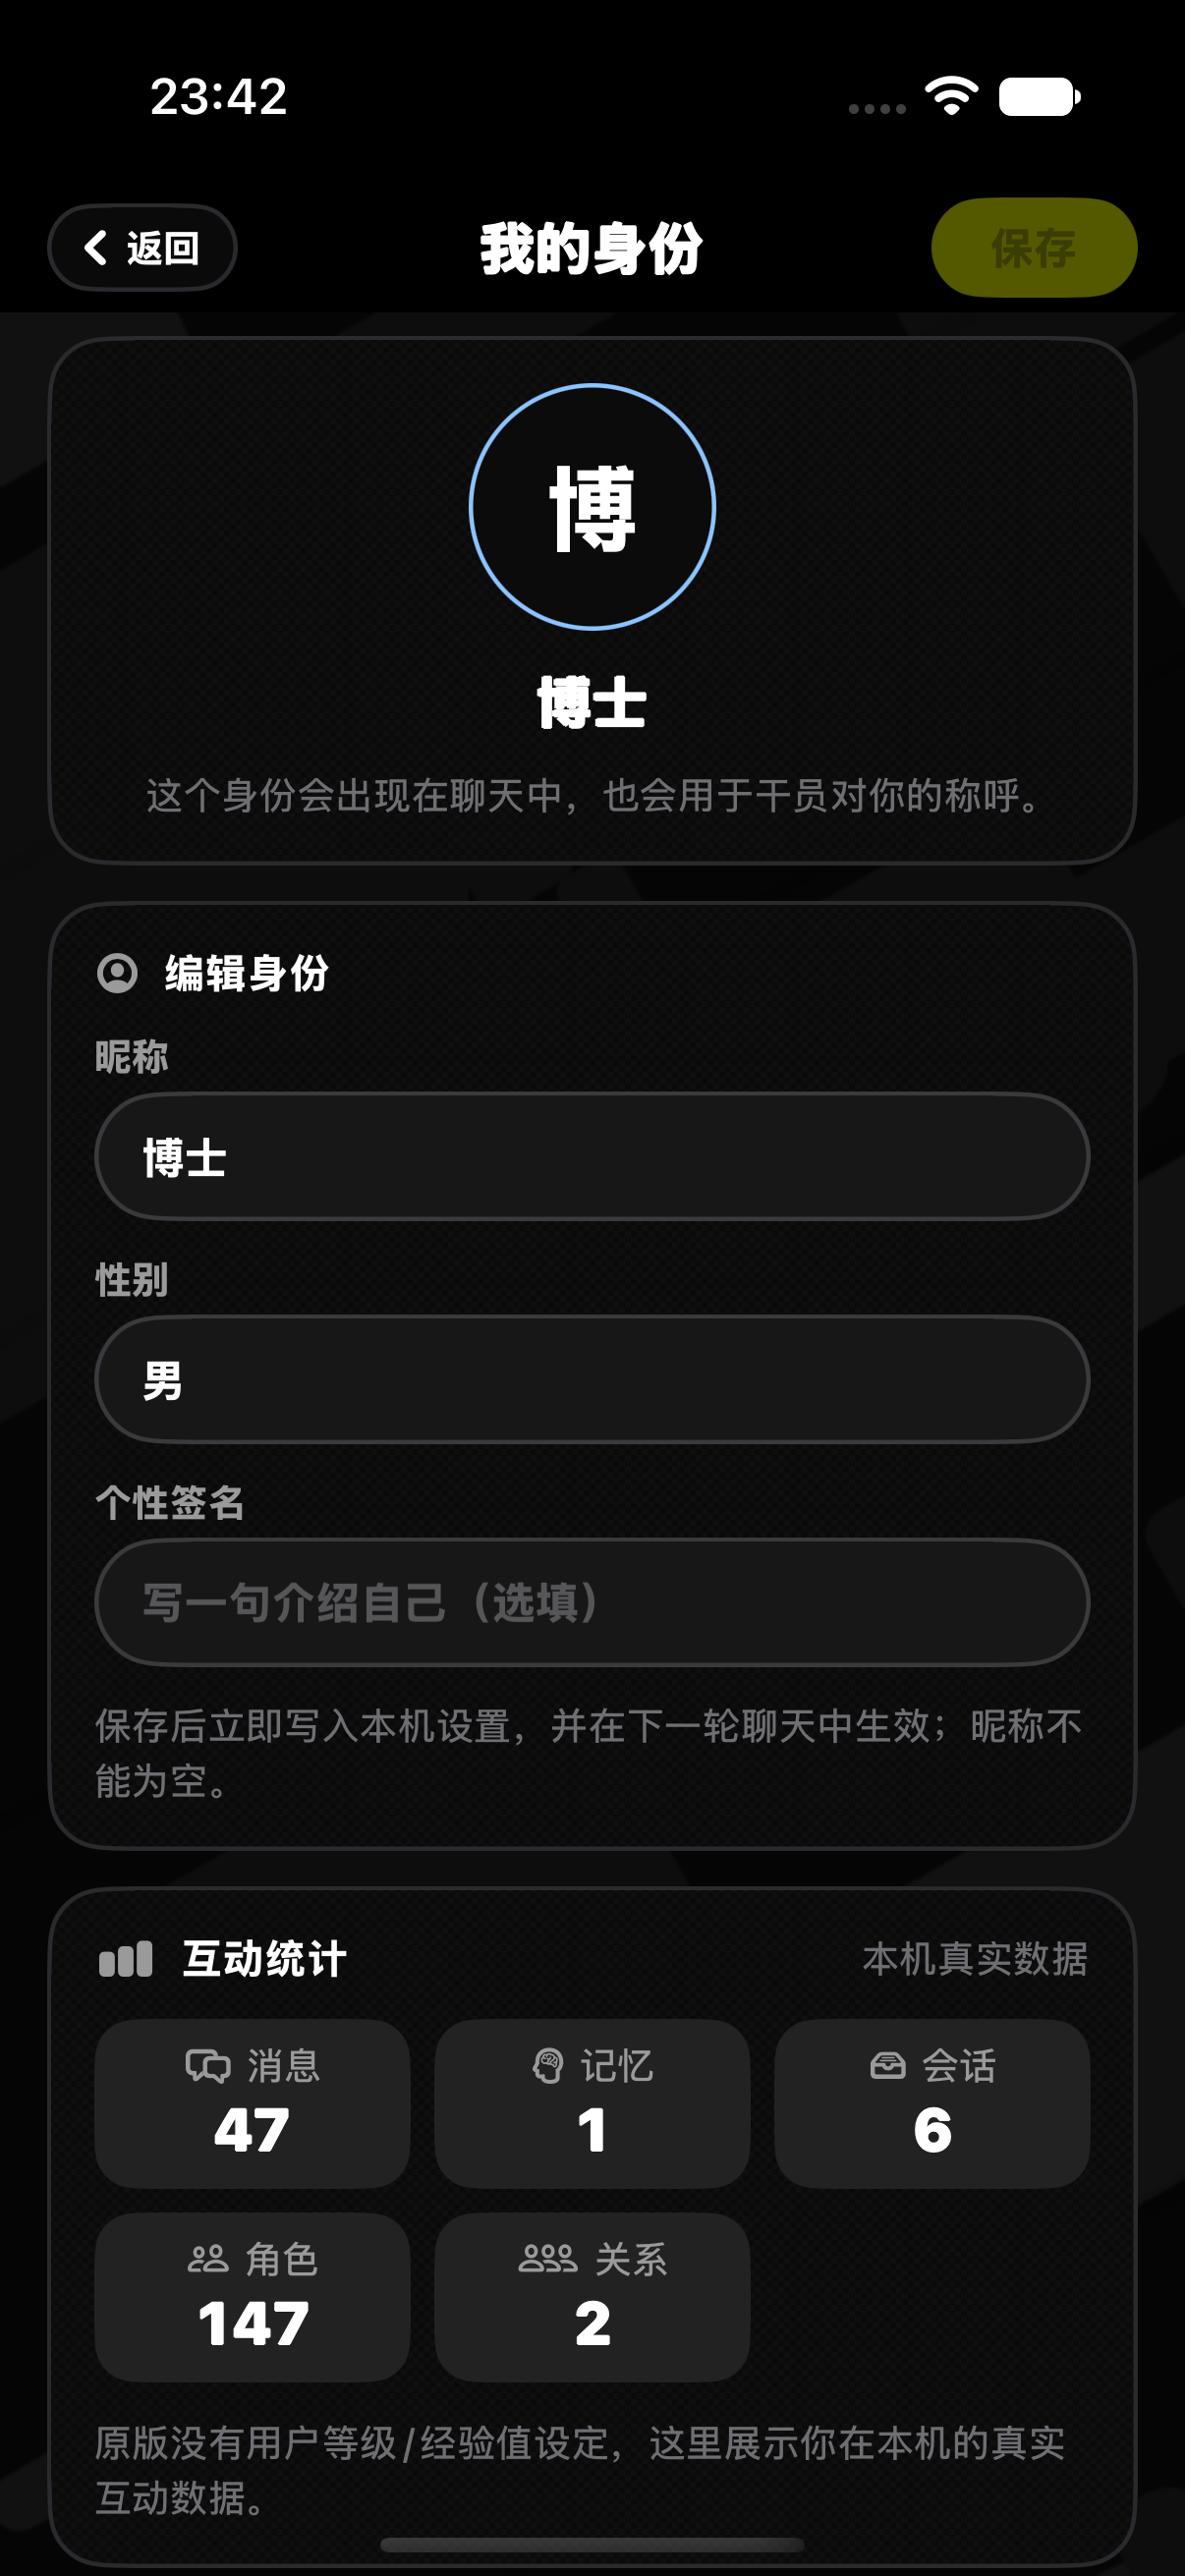 23:42
返回
我的身份
保存
博
博士
这个身份会出现在聊天中，也会用于干员对你的称呼。
编辑身份
昵称
博士
性别
男
个性签名
写一句介绍自己（选填）
保存后立即写入本机设置，并在下一轮聊天中生效；昵称不
能为空。
互动统计
本机真实数据
消息
47
记忆
1
会话
6
角色
147
关系
2
原版没有用户等级/经验值设定，这里展示你在本机的真实
互动数据。